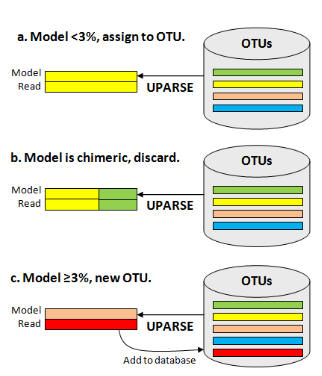 a. Model <3%, assign to OTU.
OTUs
Model
Read
UPARSE
b. Model is chimeric, discard.
OTUs
Model
Read
UPARSE
c. Model ≥3%, new OTU.
OTUs
Model
Read
UPARSE
Add to database